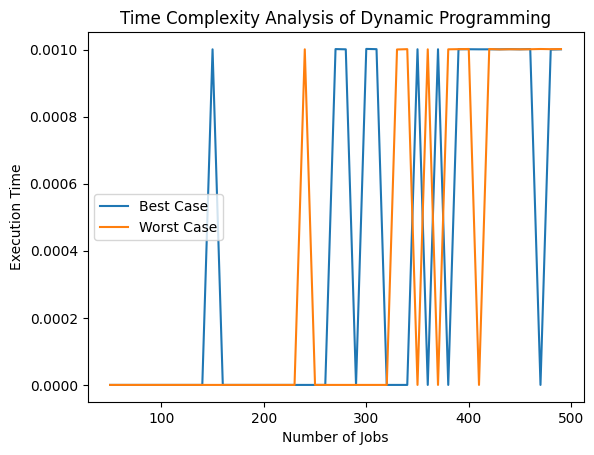 Time Complexity Analysis of Dynamic Programming
0.0010
0.0008
0.0006
0.0004
0.0002
0.0000
Execution Time
Best Case
Worst Case
100 200 300 400 500
Number of Jobs